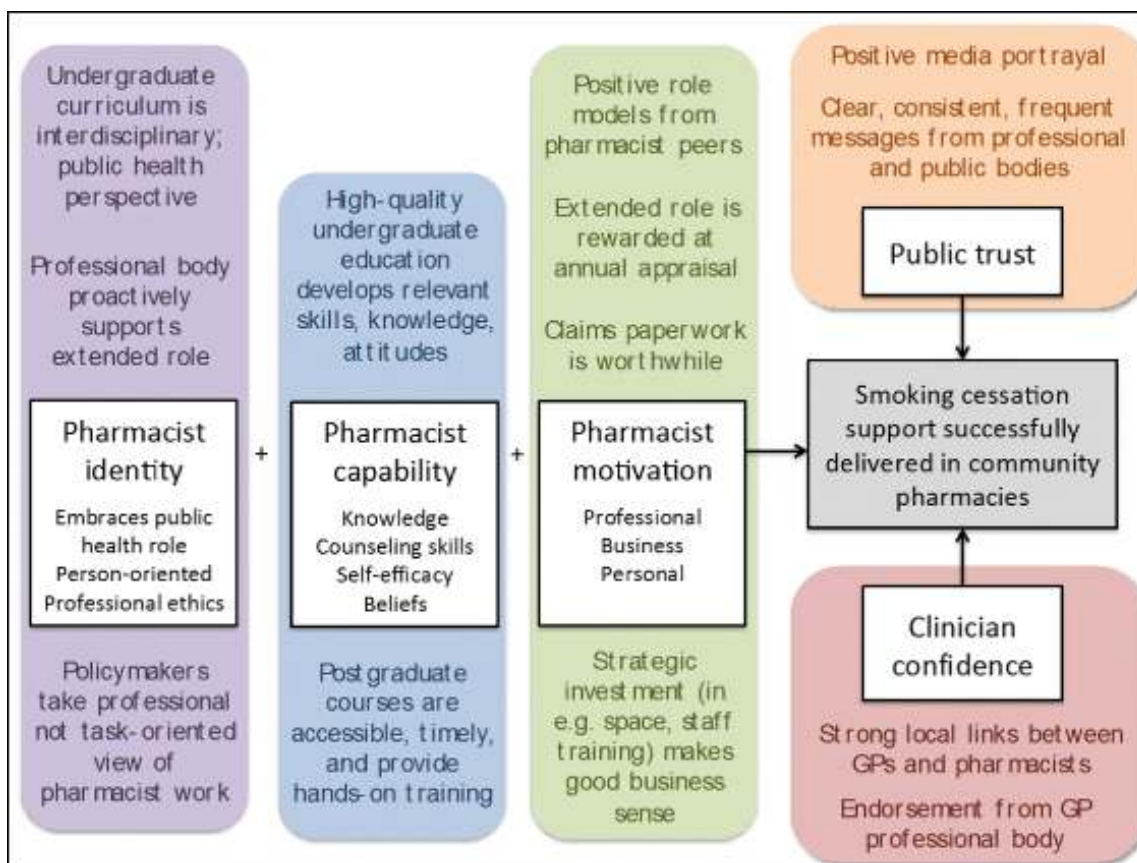 Undergraduate
curriculum is
interdisciplinary;
public health
perspective
Professional body
proactively
supports
extended role
Pharmacist
identity
Embraces public
health role
Person-oriented
Professional ethics
Policymakers
take professional
not task-oriented
view of
pharmacist work
+
High-quality
undergraduate
education
develops relevant
skills, knowledge,
attitudes
Pharmacist
capability
Knowledge
Counseling skills
Self-efficacy
Beliefs
Postgraduate
courses are
accessible, timely,
and provide
hands-on training
+
Positive role
models from
pharmacist peers
Extended role is
rewarded at
annual appraisal
Claims paperwork
is worthwhile
Pharmacist
motivation
Professional
Business
Personal
Strategic
investment (in
e.g. space, staff
training) makes
good business
sense
Positive media portrayal
Clear, consistent, frequent
messages from professional
and public bodies
Public trust
Smoking cessation
support successfully
delivered in community
pharmacies
Clinician
confidence
Strong local links between
GPs and pharmacists
Endorsement from GP
professional body